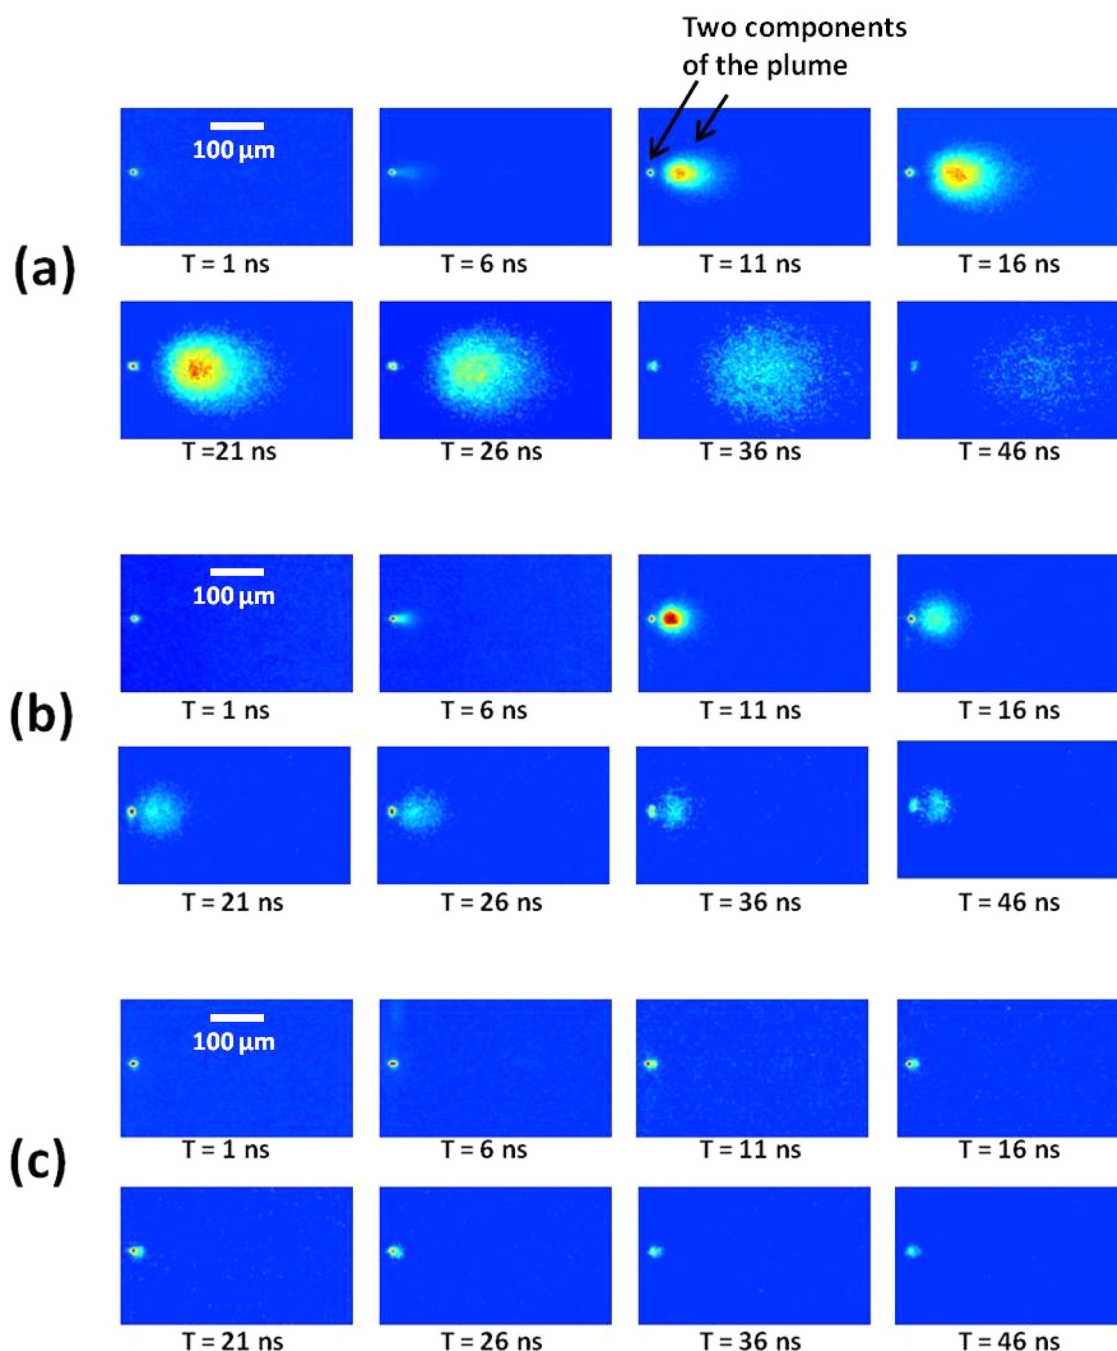 Two components
of the plume
100 µm
T = 1 ns
T = 6 ns
T = 11 ns
T = 16 ns
(a)
T =21 ns
T = 26 ns
T = 36 ns
T = 46 ns
100 µm
T = 1 ns
T = 6 ns
T = 11 ns
T = 16 ns
(b)
T = 21 ns
T = 26 ns
T = 36 ns
T = 46 ns
100 µm
T = 1 ns
T = 6 ns
T = 11 ns
T = 16 ns
(c)
T = 21 ns
T = 26 ns
T = 36 ns
T = 46 ns